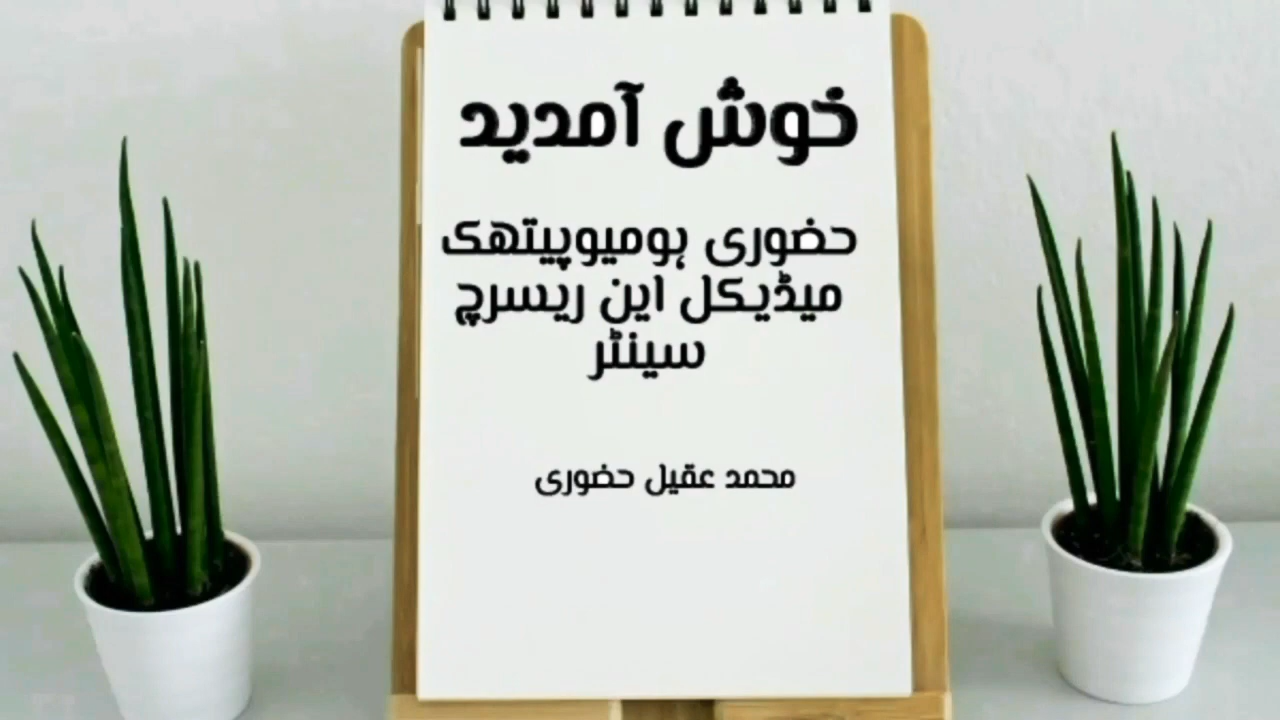 خوش آمدید
حضوری ہومیوپیتھک
میڈیکل این ریسرچ
سینٹر
محمد عقیل حضوری